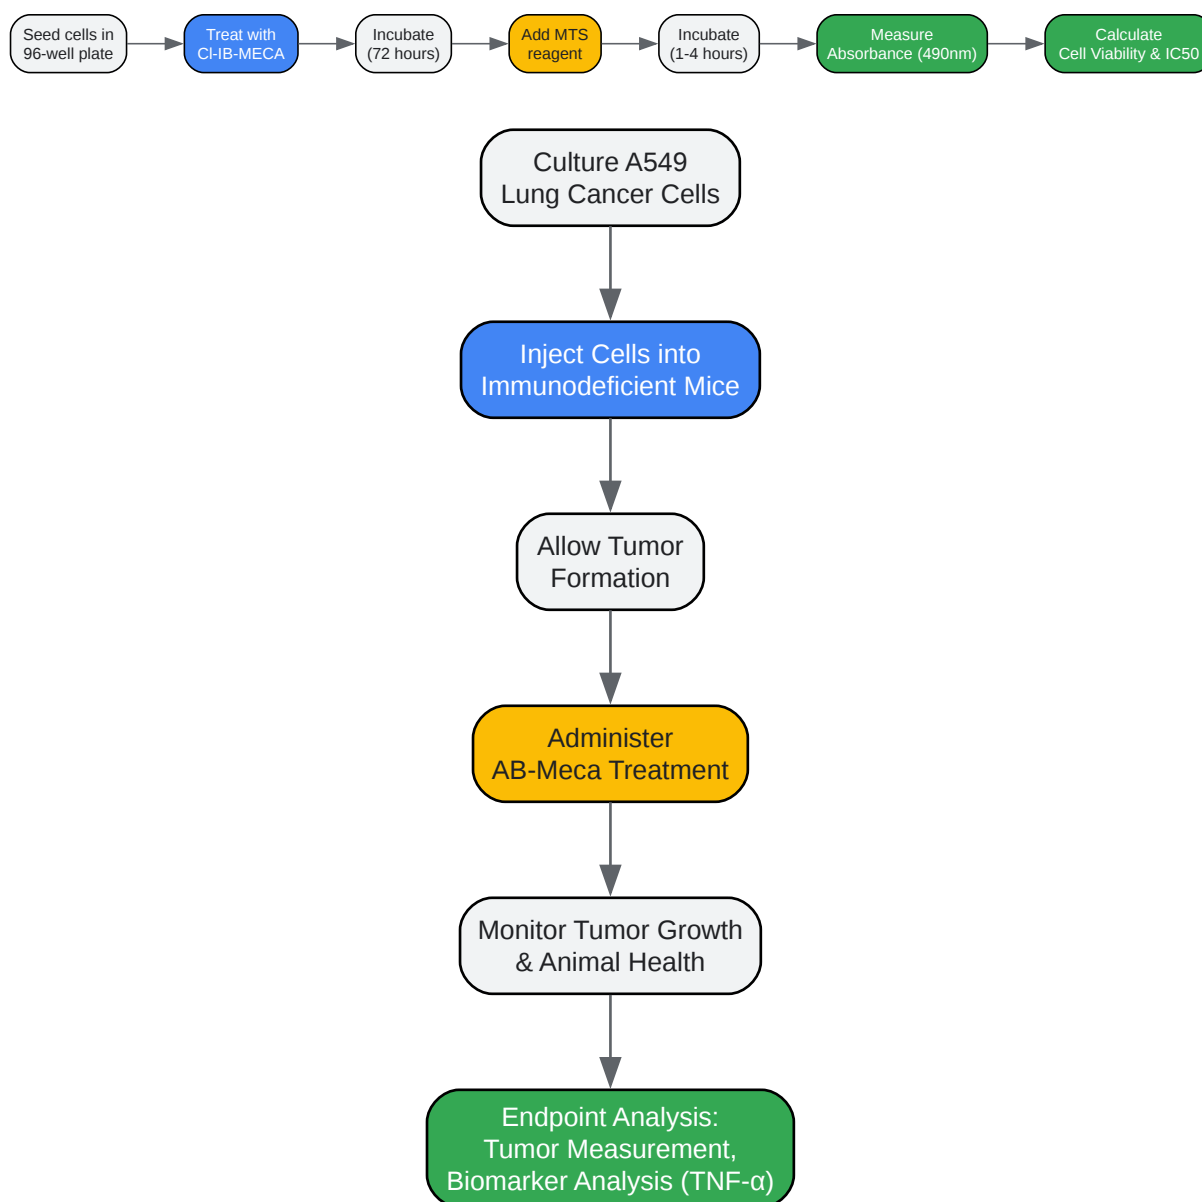 Seed cells in
96-well plate
Treat with
Cl-IB-MECA
Incubate
(72 hours)
Add MTS
reagent
Incubate
(1-4 hours)
Measure
Absorbance (490nm)
Calculate
Cell Viability & IC50
Culture A549
Lung Cancer Cells
Inject Cells into
Immunodeficient Mice
Allow Tumor
Formation
Administer
AB-Meca Treatment
Monitor Tumor Growth
& Animal Health
Endpoint Analysis:
Tumor Measurement,
Biomarker Analysis (TNF-α)